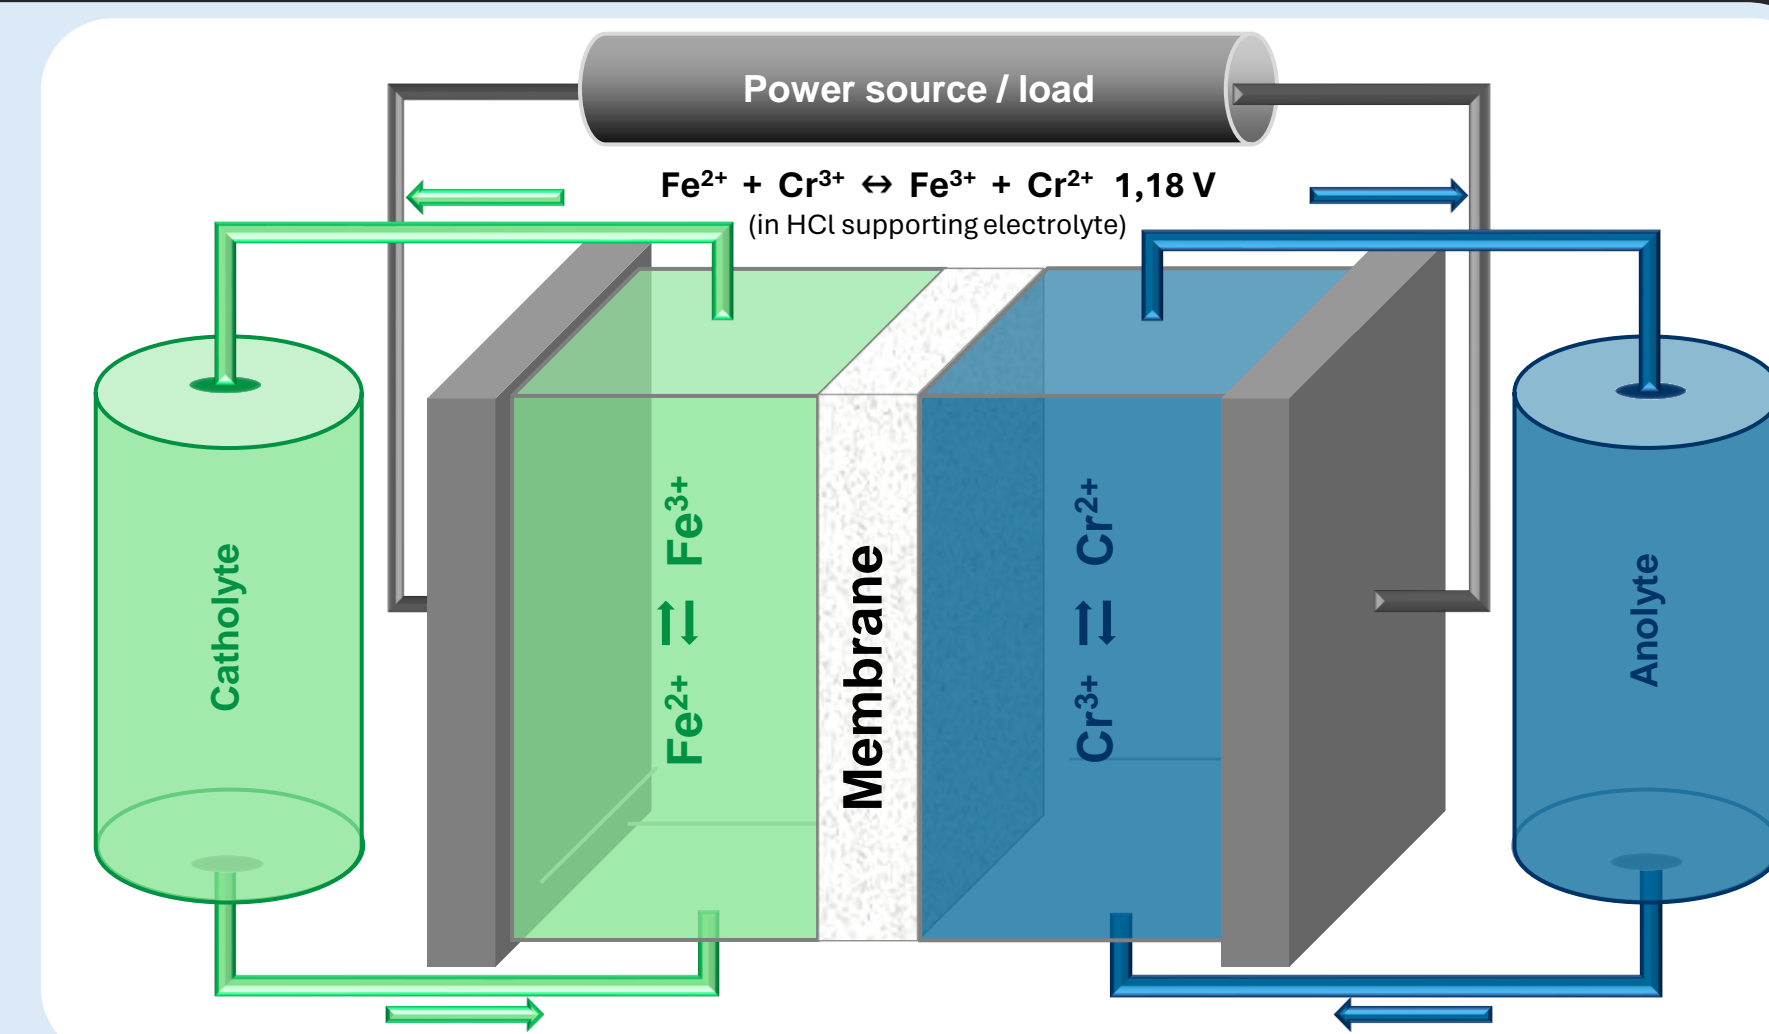 Power source / load
Fe²⁺ + Cr³⁺ ↔ Fe³⁺ + Cr²⁺ 1,18 V
(in HCl supporting electrolyte)
Catholyte
Fe²⁺ ⇅ Fe³⁺
Membrane
Cr³⁺ ⇅ Cr²⁺
Anolyte